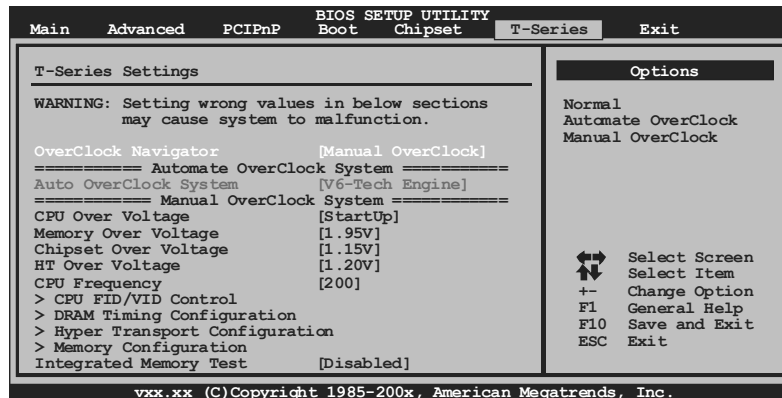 BIOS SETUP UTILITY
Main Advanced PCIPnP Boot Chipset T-Series Exit
T-Series Settings
WARNING: Setting wrong values in below sections
may cause system to malfunction.
OverClock Navigator [Manual OverClock]
=========== Automate OverClock System ===========
Auto OverClock System [V6-Tech Engine]
============ Manual OverClock System ============
CPU Over Voltage [StartUp]
Memory Over Voltage [1.95V]
Chipset Over Voltage [1.15V]
HT Over Voltage [1.20V]
CPU Frequency [200]
> CPU FID/VID Control
> DRAM Timing Configuration
> Hyper Transport Configuration
> Memory Configuration
Integrated Memory Test [Disabled]
Options
Normal
Automate OverClock
Manual OverClock
Select Screen
Select Item
+- Change Option
F1 General Help
F10 Save and Exit
ESC Exit
vxx.xx (C)Copyright 1985-200x, American Megatrends, Inc.